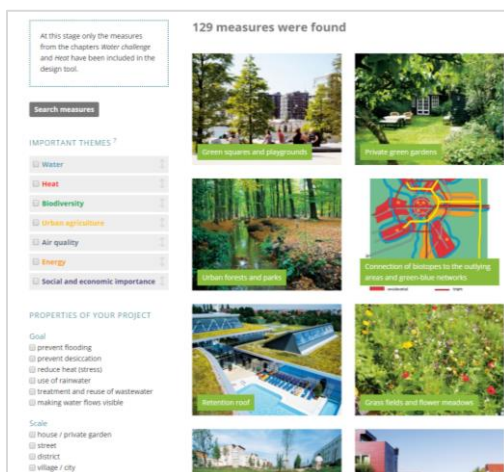 At this stage only the measures
from the chapters Water challenge
and Heat have been included in the
design tool.
Search measures
IMPORTANT THEMES ?
Water
Heat
Biodiversity
Urban agriculture
Air quality
Energy
Social and economic importance
PROPERTIES OF YOUR PROJECT
Goal
prevent flooding
prevent desiccation
reduce heat (stress)
use of rainwater
treatment and reuse of wastewater
making water flows visible
Scale
house / private garden
street
district
village / city
129 measures were found
Green squares and playgrounds
Private green gardens
Urban forests and parks
Connection of biotopes to the outlying
areas and green-blue networks
Retention roof
Grass fields and flower meadows